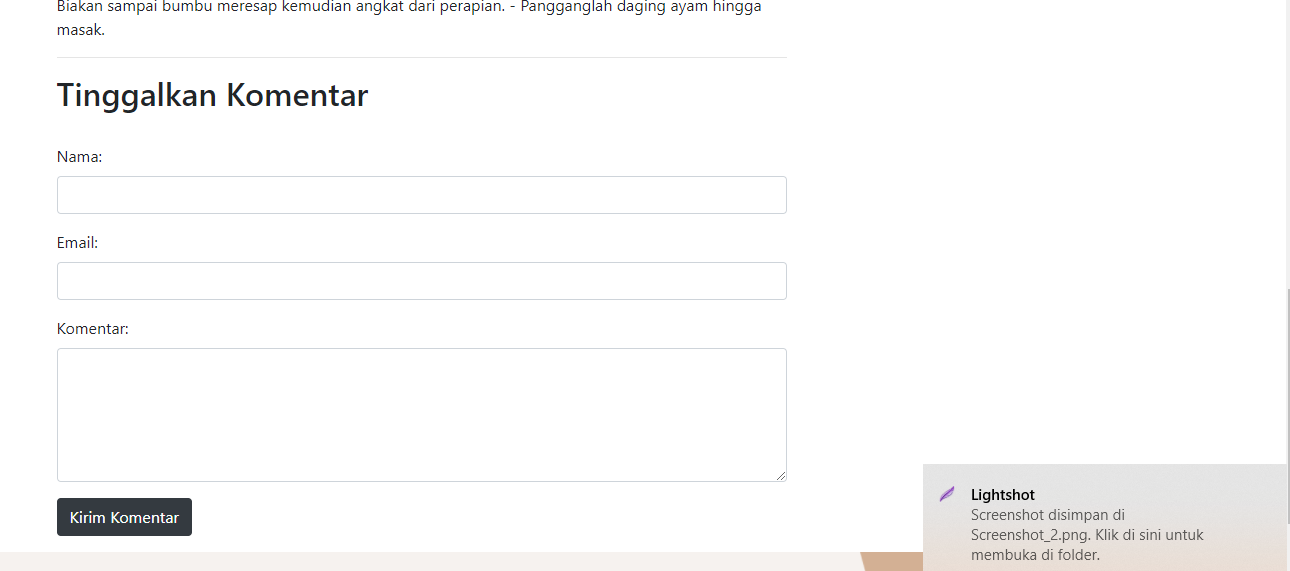 Biakan sampai bumbu meresap kemudian angkat dari perapian. - Pangganglah daging ayam hingga
masak.
Tinggalkan Komentar
Nama:
Email:
Komentar:
Kirim Komentar
Lightshot
Screenshot disimpan di
Screenshot_2.png. Klik di sini untuk
membuka di folder.